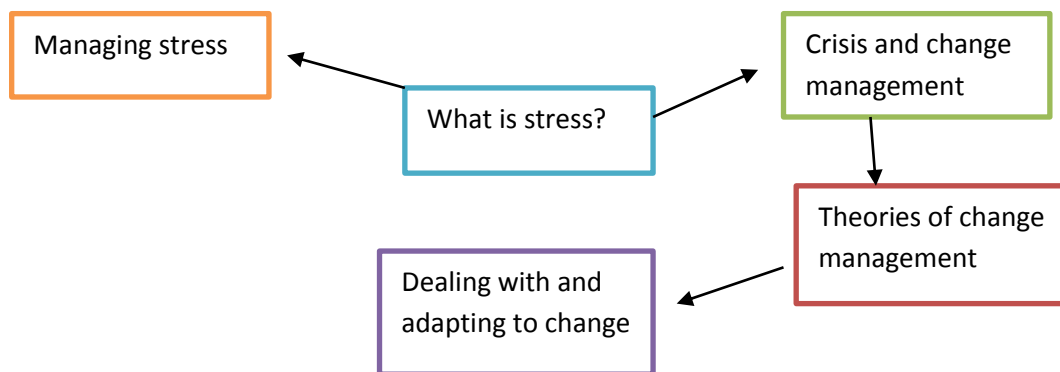 Managing stress
What is stress?
Crisis and change
management
Theories of change
management
Dealing with and
adapting to change